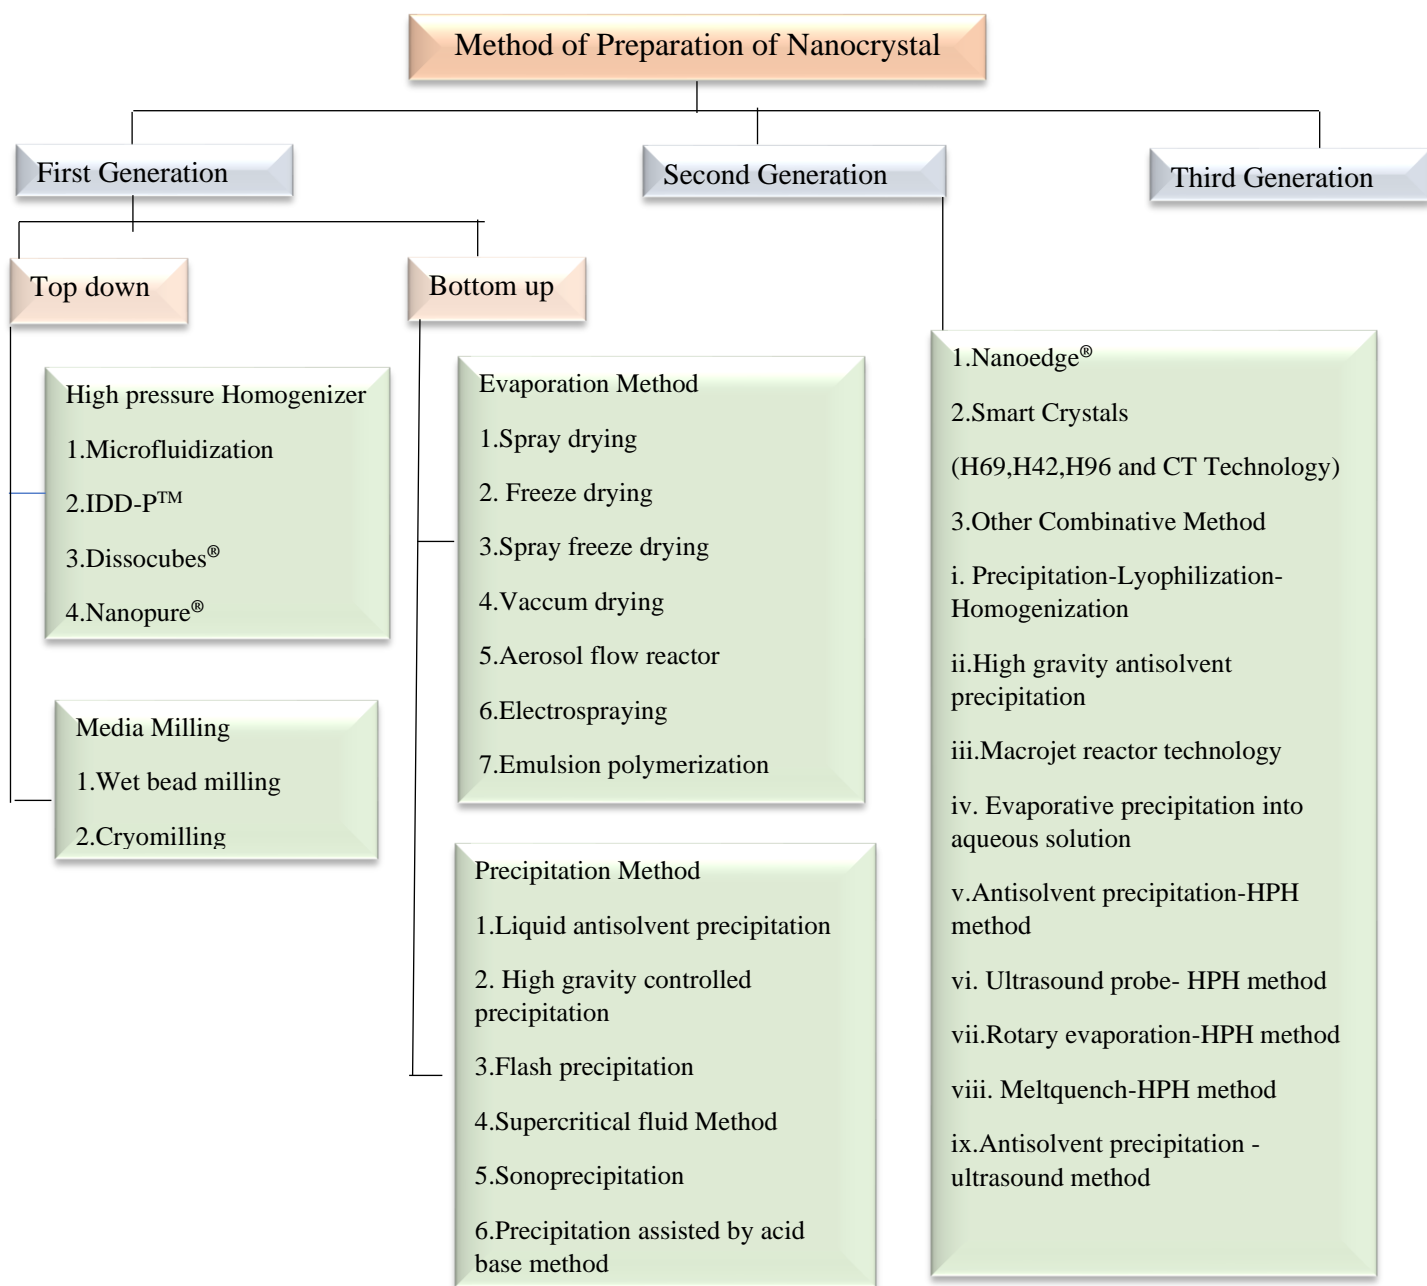 Method of Preparation of Nanocrystal
First Generation
Second Generation
Third Generation
Top down
Bottom up
High pressure Homogenizer
1.Microfluidization
2.IDD-P™
3.Dissocubes®
4.Nanopure®
Media Milling
1.Wet bead milling
2.Cryomilling
Evaporation Method
1.Spray drying
2. Freeze drying
3.Spray freeze drying
4.Vaccum drying
5.Aerosol flow reactor
6.Electrospraying
7.Emulsion polymerization
Precipitation Method
1.Liquid antisolvent precipitation
2. High gravity controlled
precipitation
3.Flash precipitation
4.Supercritical fluid Method
5.Sonoprecipitation
6.Precipitation assisted by acid
base method
1.Nanoedge®
2.Smart Crystals
(H69,H42,H96 and CT Technology)
3.Other Combinative Method
i. Precipitation-Lyophilization-
Homogenization
ii.High gravity antisolvent
precipitation
iii.Macrojet reactor technology
iv. Evaporative precipitation into
aqueous solution
v.Antisolvent precipitation-HPH
method
vi. Ultrasound probe- HPH method
vii.Rotary evaporation-HPH method
viii. Meltquench-HPH method
ix.Antisolvent precipitation -
ultrasound method